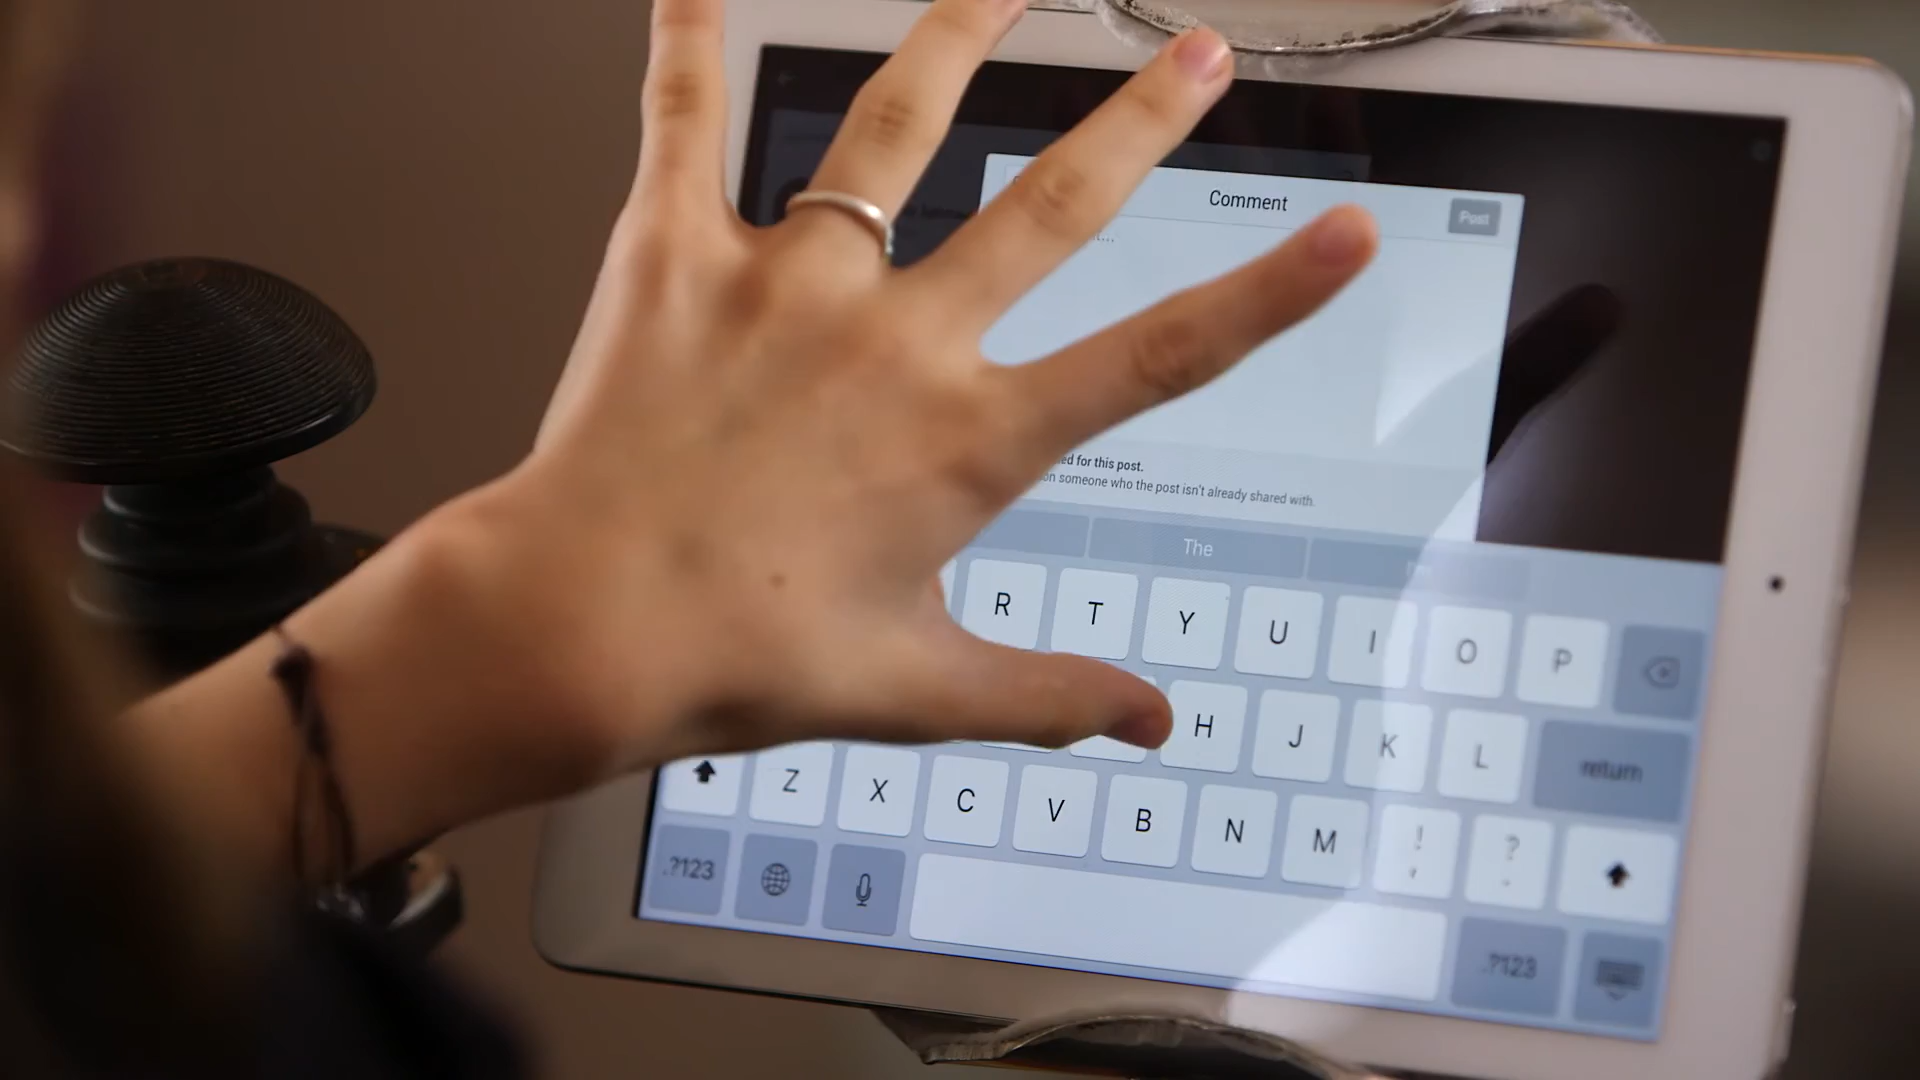 Comment
Post
t...
ed for this post.
on someone who the post isn't already shared with.
The
R T Y U I O P
H J K L return
Z X C V B N M ! , ? .
.?123 .?123